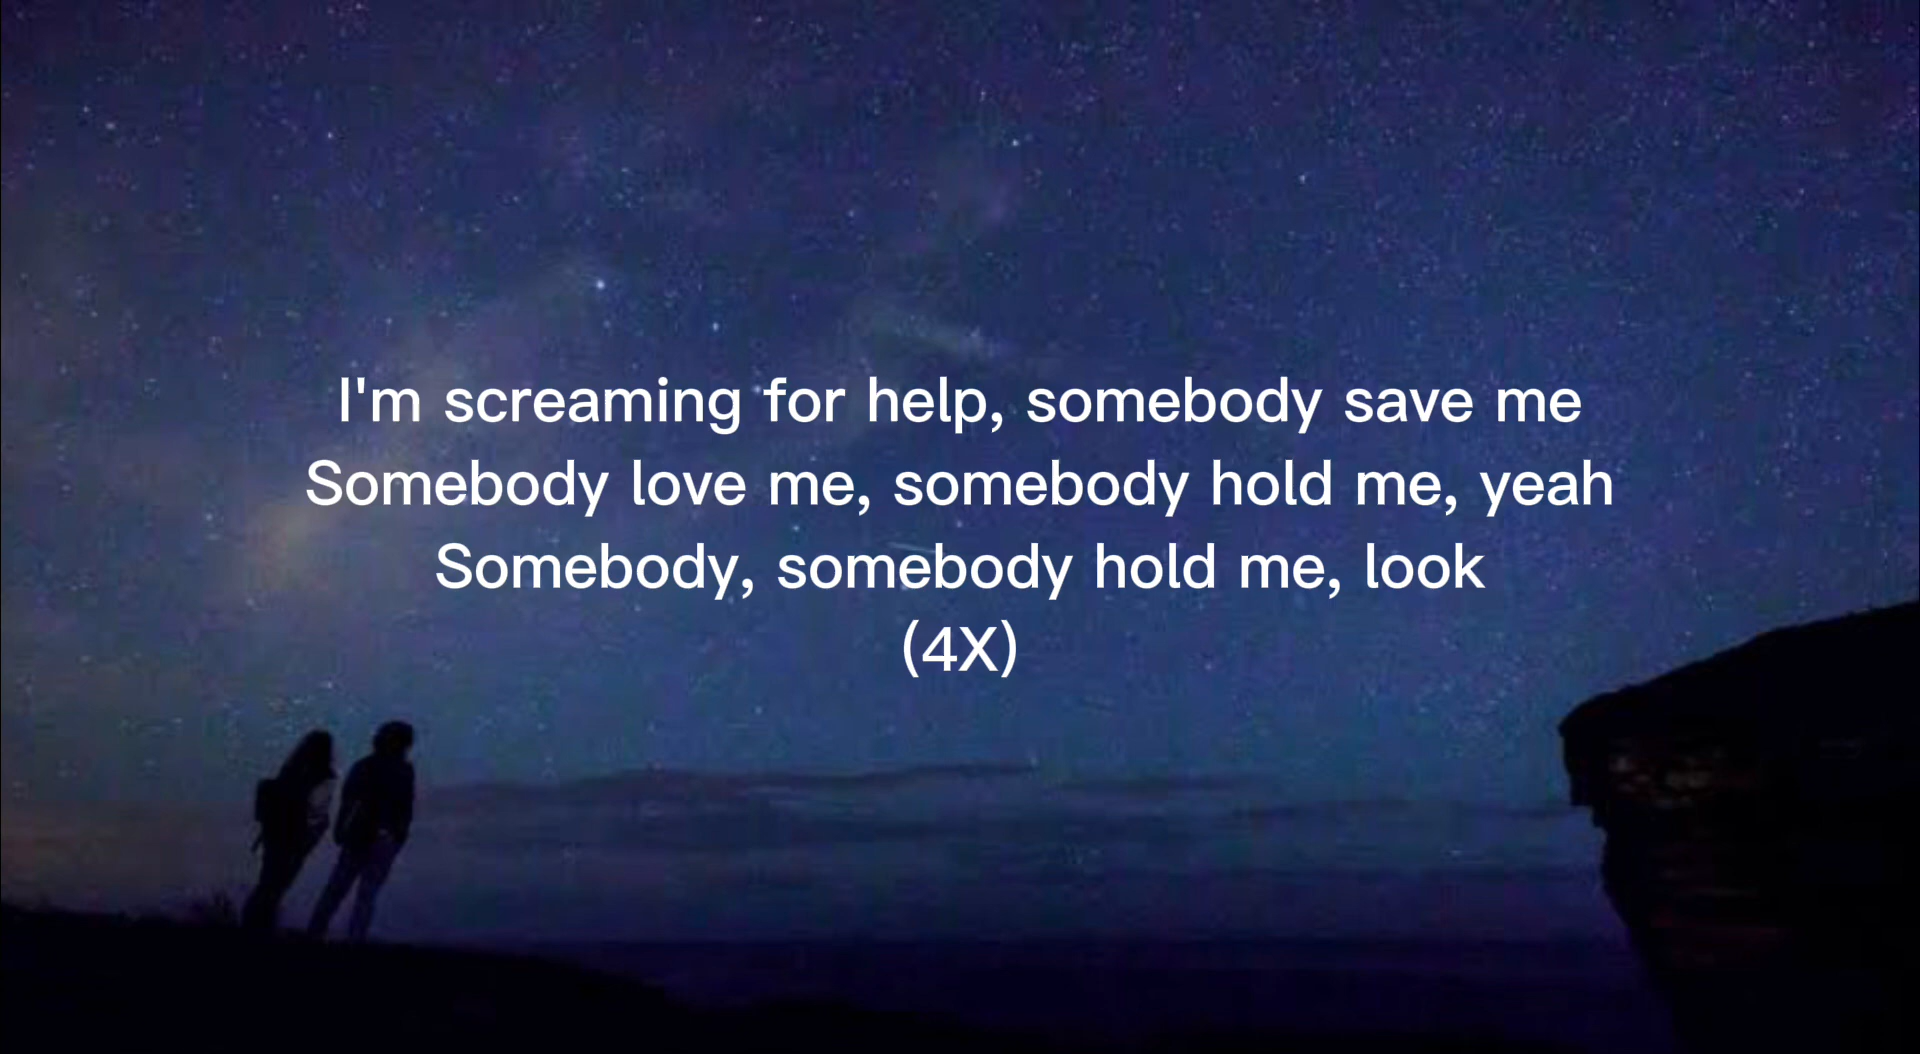 I'm screaming for help, somebody save me
Somebody love me, somebody hold me, yeah
Somebody, somebody hold me, look
(4X)